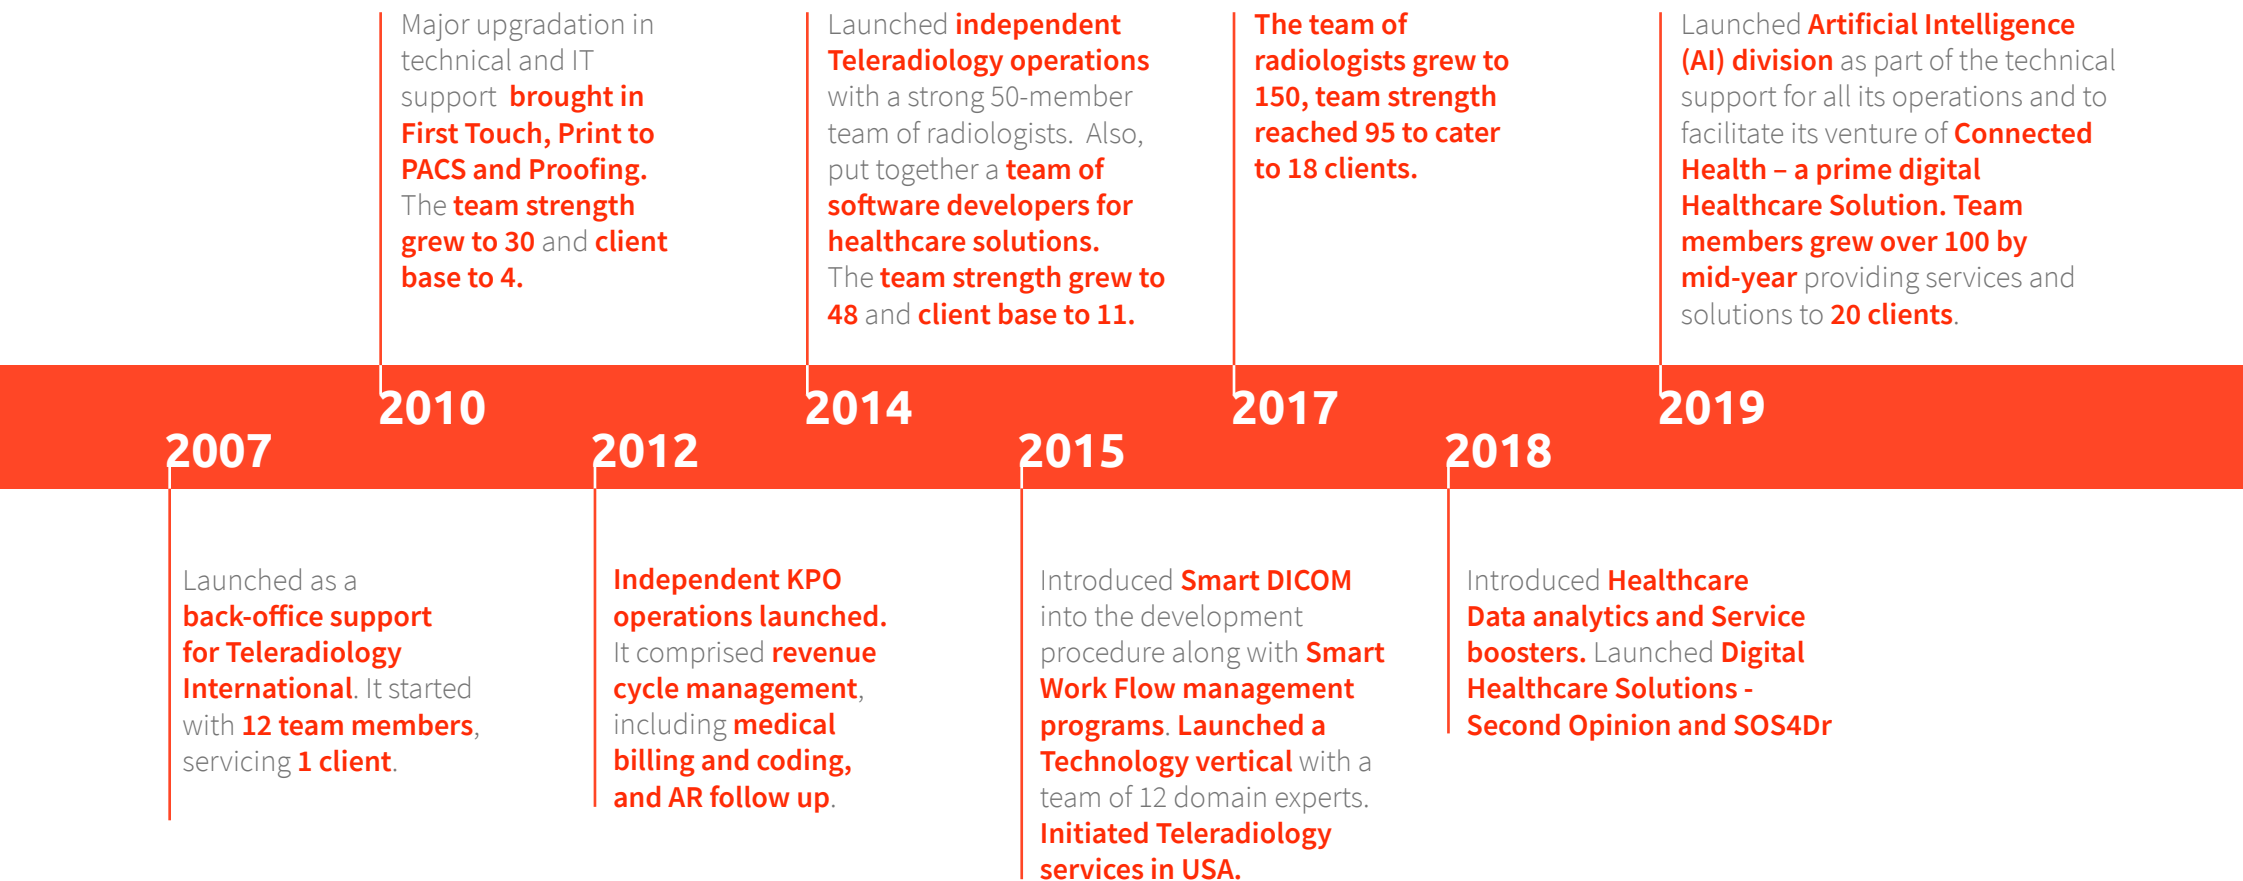 Major upgradation in
technical and IT
support brought in
First Touch, Print to
PACS and Proofing.
The team strength
grew to 30 and client
base to 4.
Launched independent
Teleradiology operations
with a strong 50-member
team of radiologists. Also,
put together a team of
software developers for
healthcare solutions.
The team strength grew to
48 and client base to 11.
The team of
radiologists grew to
150, team strength
reached 95 to cater
to 18 clients.
Launched Artificial Intelligence
(AI) division as part of the technical
support for all its operations and to
facilitate its venture of Connected
Health – a prime digital
Healthcare Solution. Team
members grew over 100 by
mid-year providing services and
solutions to 20 clients.
2010
2014
2017
2019
2007
2012
2015
2018
Launched as a
back-office support
for Teleradiology
International. It started
with 12 team members,
servicing 1 client.
Independent KPO
operations launched.
It comprised revenue
cycle management,
including medical
billing and coding,
and AR follow up.
Introduced Smart DICOM
into the development
procedure along with Smart
Work Flow management
programs. Launched a
Technology vertical with a
team of 12 domain experts.
Initiated Teleradiology
services in USA.
Introduced Healthcare
Data analytics and Service
boosters. Launched Digital
Healthcare Solutions -
Second Opinion and SOS4Dr